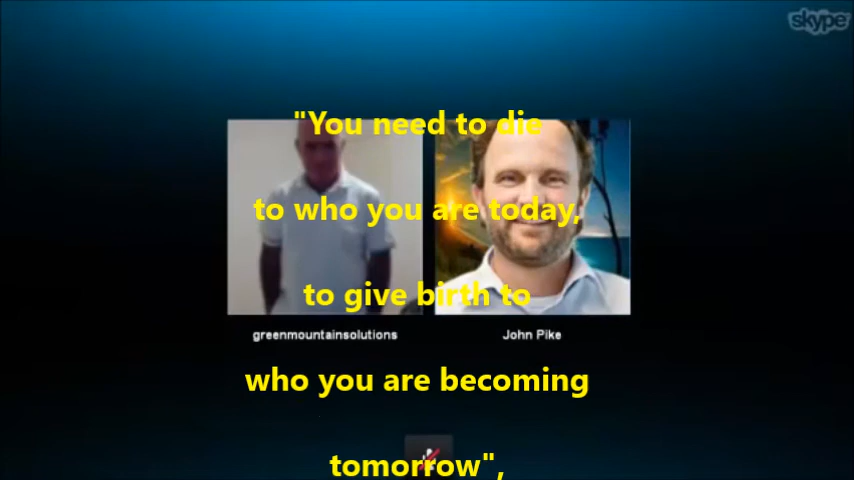 skype
"You need to die
to who you are today,
to give birth to
greenmountainsolutions
John Pike
who you are becoming
tomorrow",